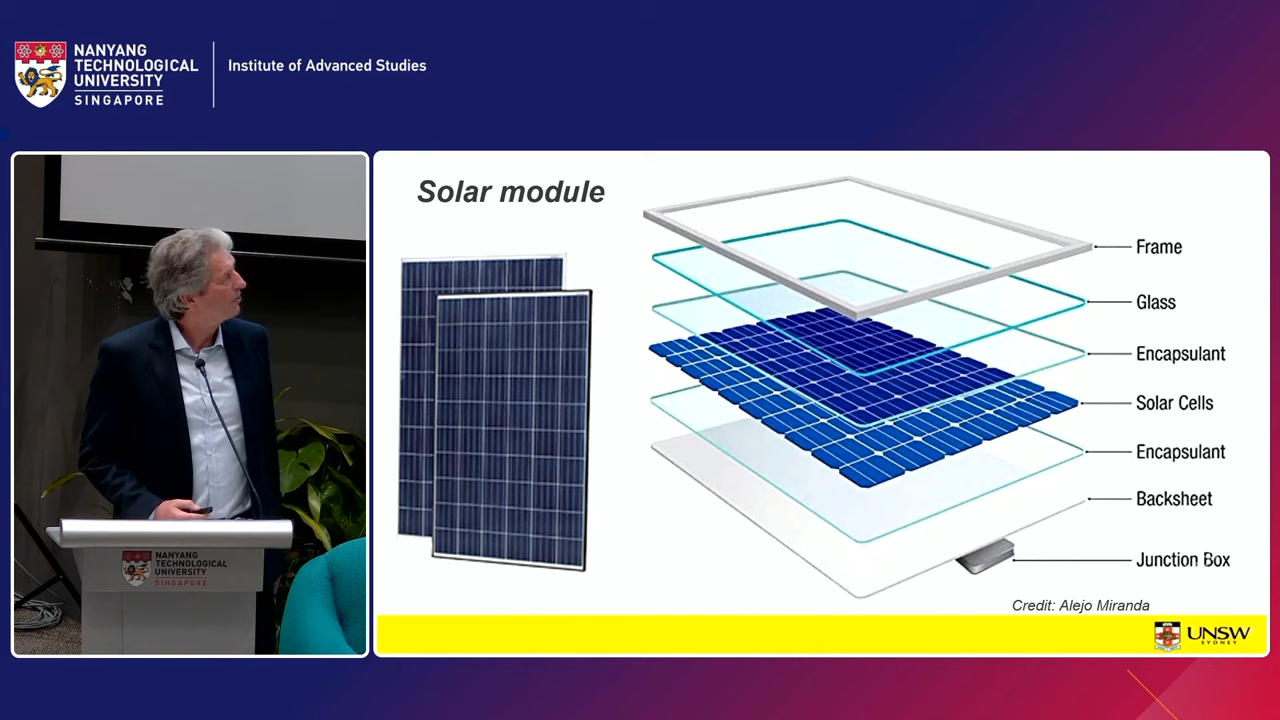 NANYANG
TECHNOLOGICAL
UNIVERSITY
SINGAPORE
Institute of Advanced Studies
NANYANG
TECHNOLOGICAL
UNIVERSITY
SINGAPORE
Solar module
Frame
Glass
Encapsulant
Solar Cells
Encapsulant
Backsheet
Junction Box
Credit: Alejo Miranda
UNSW
SYDNEY